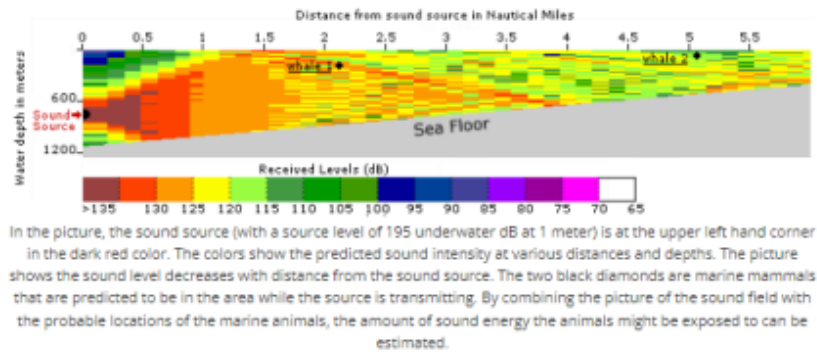 Distance from sound source in Nautical Miles
0 0.5 1 1.5 2 2.5 3 3.5 4 4.5 5 5.5
Water depth in meters
whale 1
whale 2
600
Sound
Source
1200
Sea Floor
Received Levels (dB)
>135 130 125 120 115 110 105 100 95 90 85 80 75 70 65
In the picture, the sound source (with a source level of 195 underwater dB at 1 meter) is at the upper left hand corner
in the dark red color. The colors show the predicted sound intensity at various distances and depths. The picture
shows the sound level decreases with distance from the sound source. The two black diamonds are marine mammals
that are predicted to be in the area while the source is transmitting. By combining the picture of the sound field with
the probable locations of the marine animals, the amount of sound energy the animals might be exposed to can be
estimated.